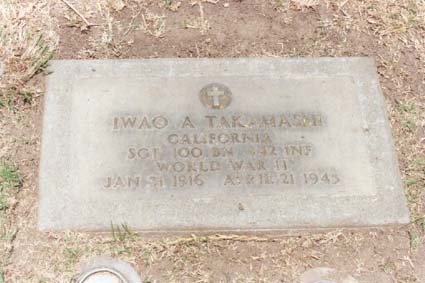 IWAO A TAKAHASHI
CALIFORNIA
SGT 100 BN 442 INF
WORLD WAR II
JAN 31 1916 APRIL 21 1945